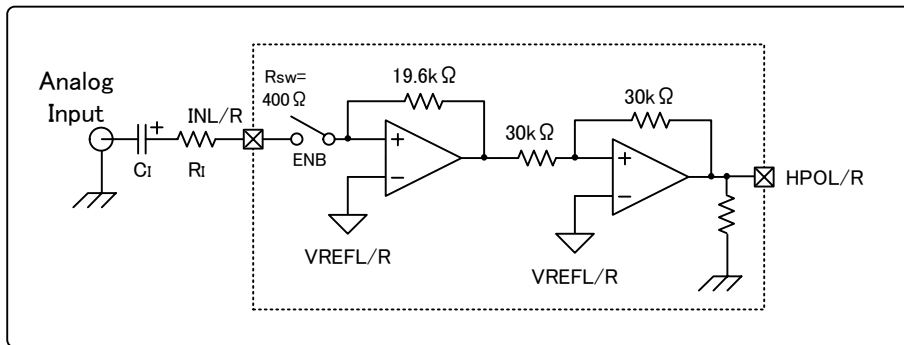 Analog
Input
CI
+
RI
INL/R
Rsw=
400Ω
ENB
19.6kΩ
+
−
VREFL/R
30kΩ
30kΩ
+
−
VREFL/R
HPOL/R